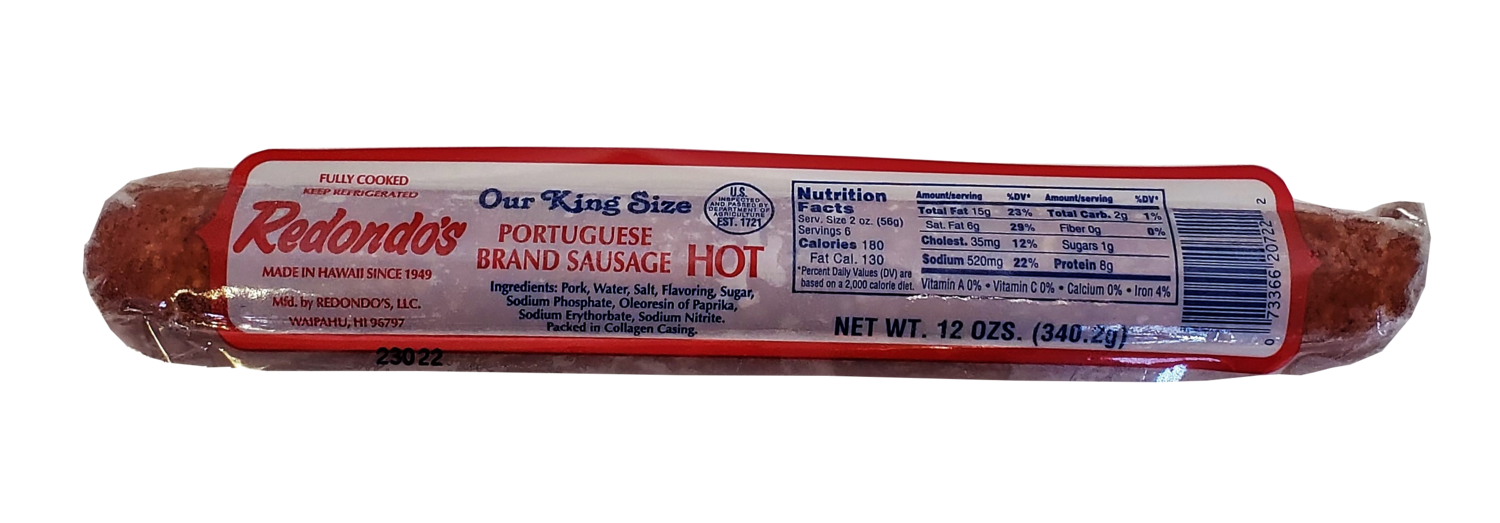 FULLY COOKED
KEEP REFRIGERATED
Redondo's
MADE IN HAWAII SINCE 1949
Mfd. by REDONDO'S, LLC.
WAIPAHU, HI 96797
23022
Our King Size
PORTUGUESE
BRAND SAUSAGE HOT
Ingredients: Pork, Water, Salt, Flavoring, Sugar,
Sodium Phosphate, Oleoresin of Paprika,
Sodium Erythorbate, Sodium Nitrite.
Packed in Collagen Casing.
U.S.
INSPECTED
AND PASSED BY
DEPARTMENT OF
AGRICULTURE
EST. 1721
Nutrition
Facts
Serv. Size 2 oz. (56g)
Servings 6
Calories 180
Fat Cal. 130
*Percent Daily Values (DV) are
based on a 2,000 calorie diet.
Amount/serving %DV* Amount/serving %DV*
Total Fat 15g 23% Total Carb. 2g 1%
Sat. Fat 6g 29% Fiber 0g 0%
Cholest. 35mg 12% Sugars 1g
Sodium 520mg 22% Protein 8g
Vitamin A 0% • Vitamin C 0% • Calcium 0% • Iron 4%
NET WT. 12 OZS. (340.2g)
0 73366 20722 2